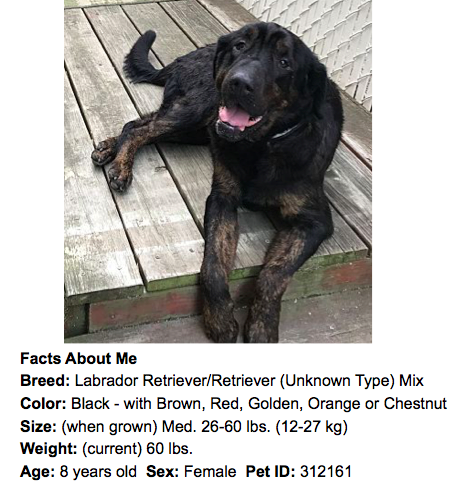 Facts About Me
Breed: Labrador Retriever/Retriever (Unknown Type) Mix
Color: Black - with Brown, Red, Golden, Orange or Chestnut
Size: (when grown) Med. 26-60 lbs. (12-27 kg)
Weight: (current) 60 lbs.
Age: 8 years old Sex: Female Pet ID: 312161